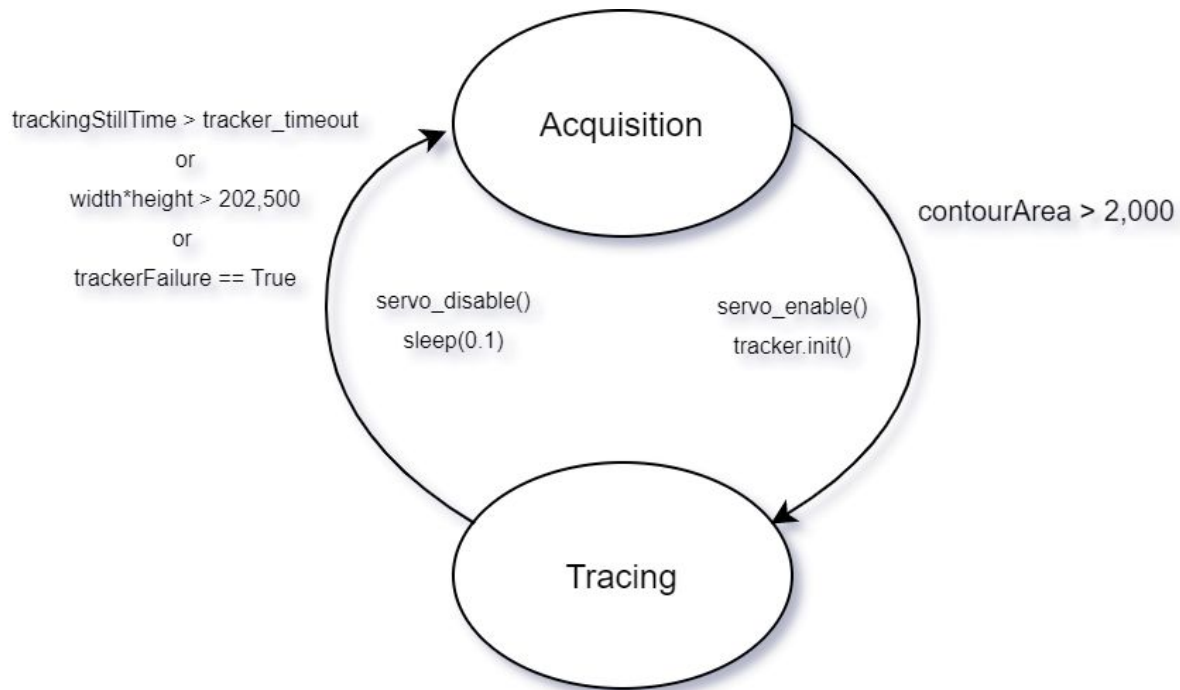 Acquisition
trackingStillTime > tracker_timeout
or
width*height > 202,500
or
trackerFailure == True
contourArea > 2,000
servo_disable()
sleep(0.1)
servo_enable()
tracker.init()
Tracing